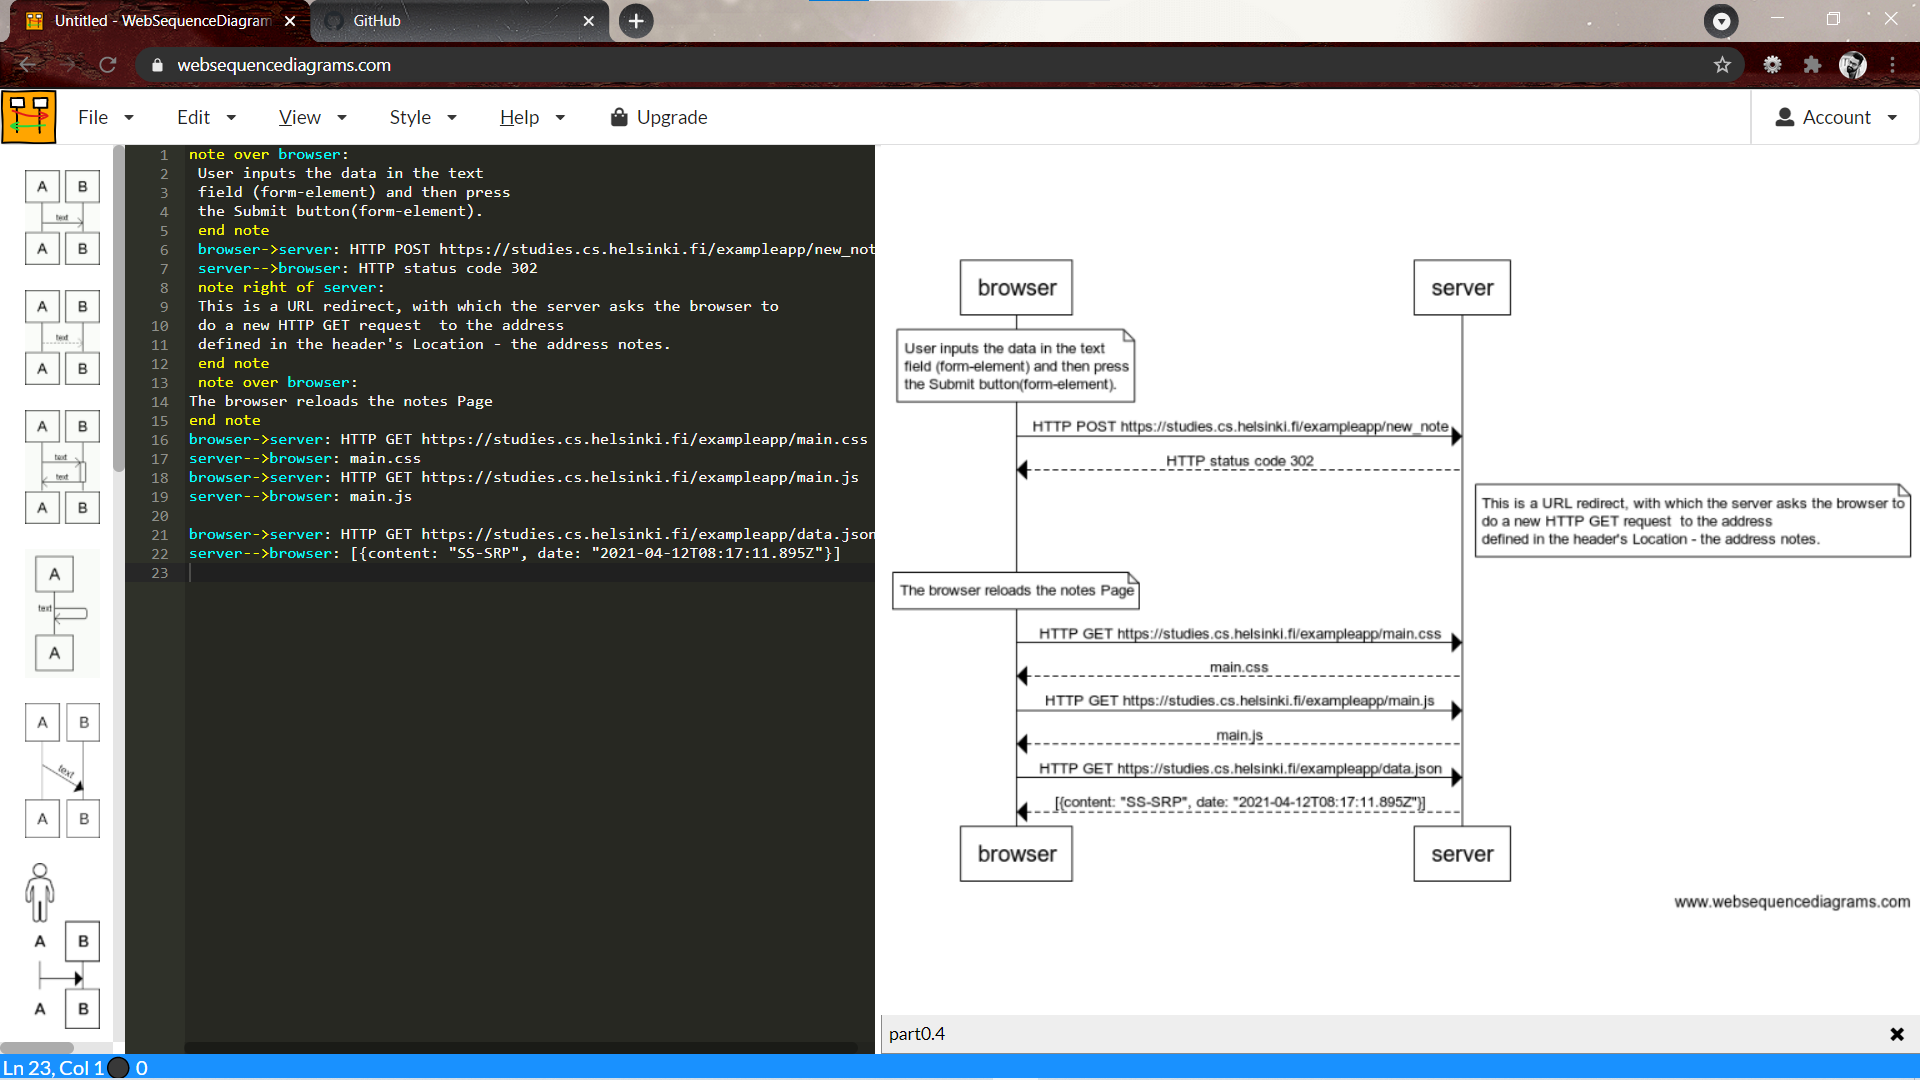 Untitled - WebSequenceDiagram
GitHub
websequencediagrams.com
File
Edit
View
Style
Help
Upgrade
Account
A B
text
A B
A B
text
A B
A B
text
text
A B
A
text
A
A B
text
A B
A B
A B
1 note over browser:
2 User inputs the data in the text
3 field (form-element) and then press
4 the Submit button(form-element).
5 end note
6 browser->server: HTTP POST https://studies.cs.helsinki.fi/exampleapp/new_not
7 server-->browser: HTTP status code 302
8 note right of server:
9 This is a URL redirect, with which the server asks the browser to
10 do a new HTTP GET request  to the address
11 defined in the header's Location - the address notes.
12 end note
13 note over browser:
14 The browser reloads the notes Page
15 end note
16 browser->server: HTTP GET https://studies.cs.helsinki.fi/exampleapp/main.css
17 server-->browser: main.css
18 browser->server: HTTP GET https://studies.cs.helsinki.fi/exampleapp/main.js
19 server-->browser: main.js
20
21 browser->server: HTTP GET https://studies.cs.helsinki.fi/exampleapp/data.json
22 server-->browser: [{content: "SS-SRP", date: "2021-04-12T08:17:11.895Z"}]
23
browser
server
User inputs the data in the text
field (form-element) and then press
the Submit button(form-element).
HTTP POST https://studies.cs.helsinki.fi/exampleapp/new_note
HTTP status code 302
This is a URL redirect, with which the server asks the browser to
do a new HTTP GET request  to the address
defined in the header's Location - the address notes.
The browser reloads the notes Page
HTTP GET https://studies.cs.helsinki.fi/exampleapp/main.css
main.css
HTTP GET https://studies.cs.helsinki.fi/exampleapp/main.js
main.js
HTTP GET https://studies.cs.helsinki.fi/exampleapp/data.json
[{content: "SS-SRP", date: "2021-04-12T08:17:11.895Z"}]
browser
server
www.websequencediagrams.com
part0.4
Ln 23, Col 1 0